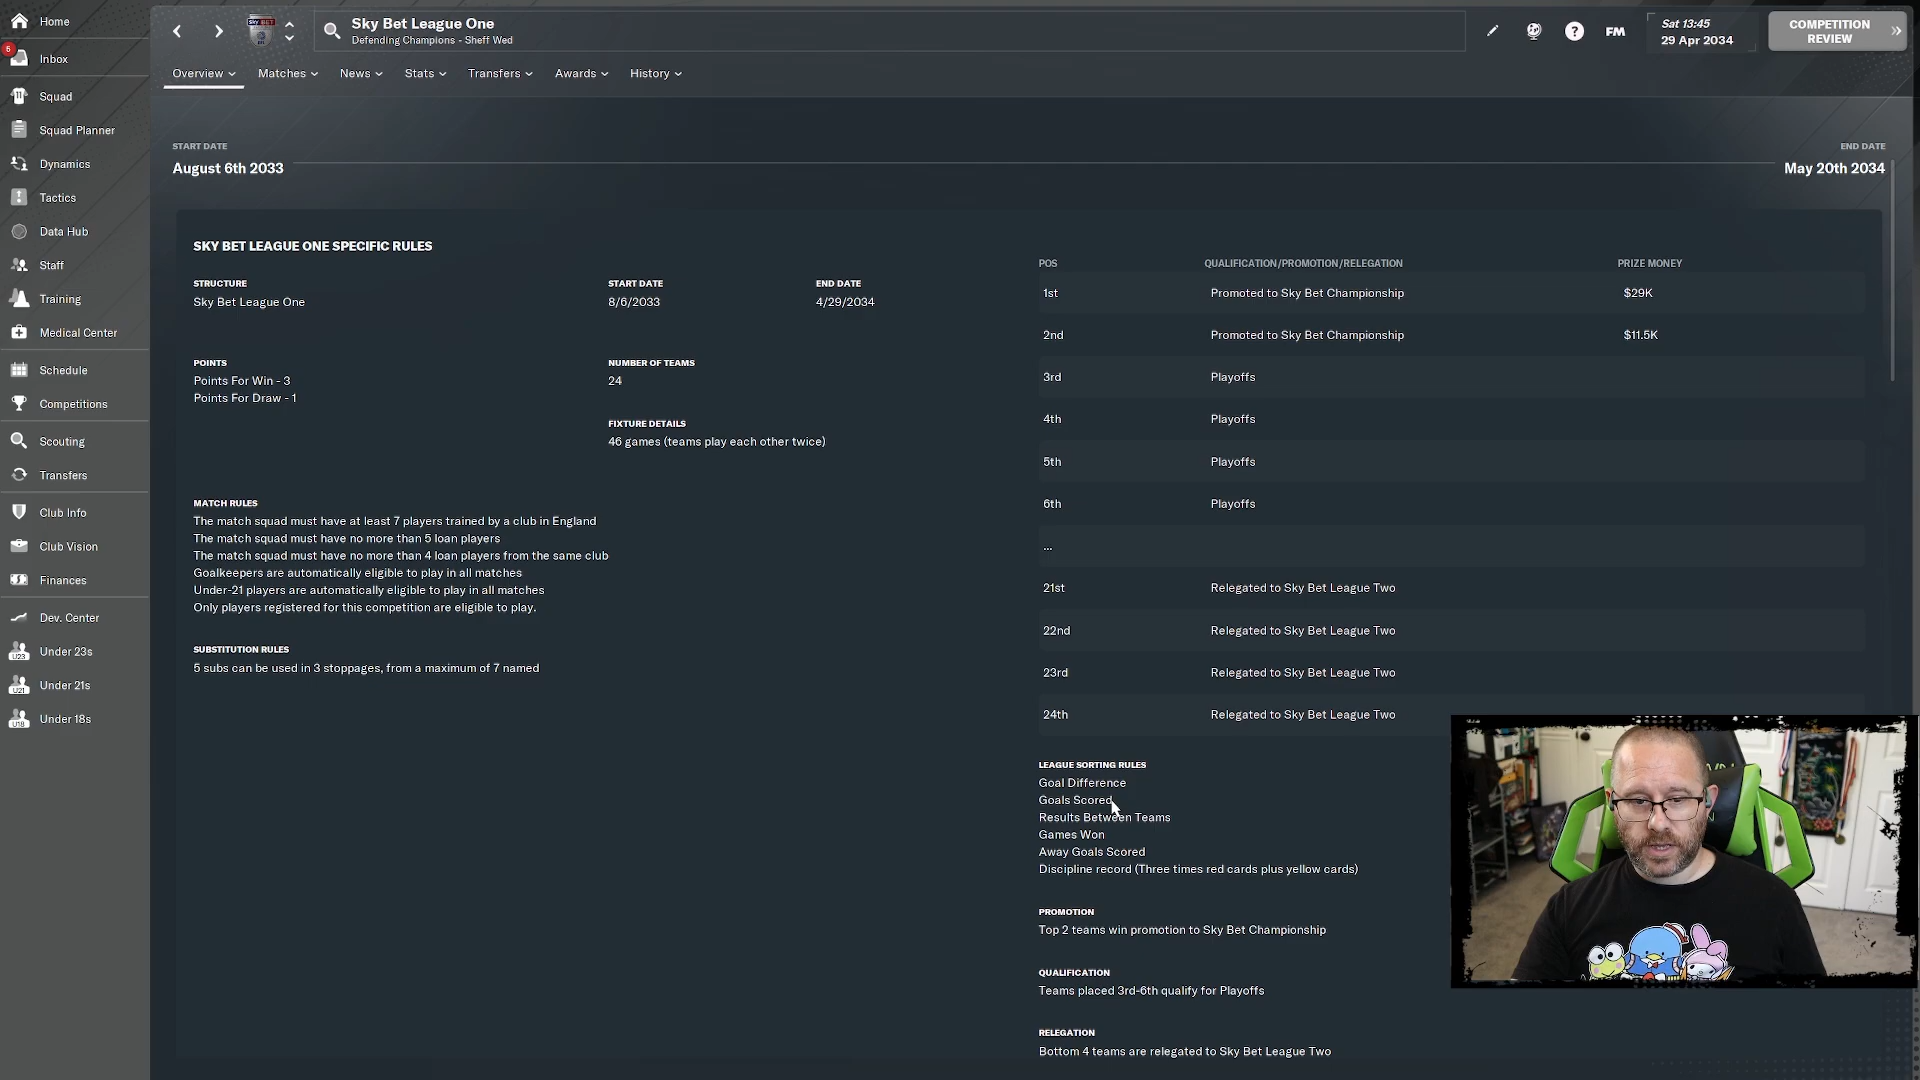 Home
Inbox
5
Squad
Squad Planner
Dynamics
Tactics
Data Hub
Staff
Training
Medical Center
Schedule
Competitions
Scouting
Transfers
Club Info
Club Vision
Finances
Dev. Center
Under 23s
Under 21s
Under 18s
Sky Bet League One
Defending Champions - Sheff Wed
FM
Sat 13:45
29 Apr 2034
COMPETITION
REVIEW
Overview
Matches
News
Stats
Transfers
Awards
History
START DATE
August 6th 2033
END DATE
May 20th 2034
SKY BET LEAGUE ONE SPECIFIC RULES
STRUCTURE
Sky Bet League One
START DATE
8/6/2033
END DATE
4/29/2034
POINTS
Points For Win - 3
Points For Draw - 1
NUMBER OF TEAMS
24
FIXTURE DETAILS
46 games (teams play each other twice)
MATCH RULES
The match squad must have at least 7 players trained by a club in England
The match squad must have no more than 5 loan players
The match squad must have no more than 4 loan players from the same club
Goalkeepers are automatically eligible to play in all matches
Under-21 players are automatically eligible to play in all matches
Only players registered for this competition are eligible to play.
SUBSTITUTION RULES
5 subs can be used in 3 stoppages, from a maximum of 7 named
POS QUALIFICATION/PROMOTION/RELEGATION PRIZE MONEY
1st Promoted to Sky Bet Championship $29K
2nd Promoted to Sky Bet Championship $11.5K
3rd Playoffs
4th Playoffs
5th Playoffs
6th Playoffs
...
21st Relegated to Sky Bet League Two
22nd Relegated to Sky Bet League Two
23rd Relegated to Sky Bet League Two
24th Relegated to Sky Bet League Two
LEAGUE SORTING RULES
Goal Difference
Goals Scored
Results Between Teams
Games Won
Away Goals Scored
Discipline record (Three times red cards plus yellow cards)
PROMOTION
Top 2 teams win promotion to Sky Bet Championship
QUALIFICATION
Teams placed 3rd-6th qualify for Playoffs
RELEGATION
Bottom 4 teams are relegated to Sky Bet League Two